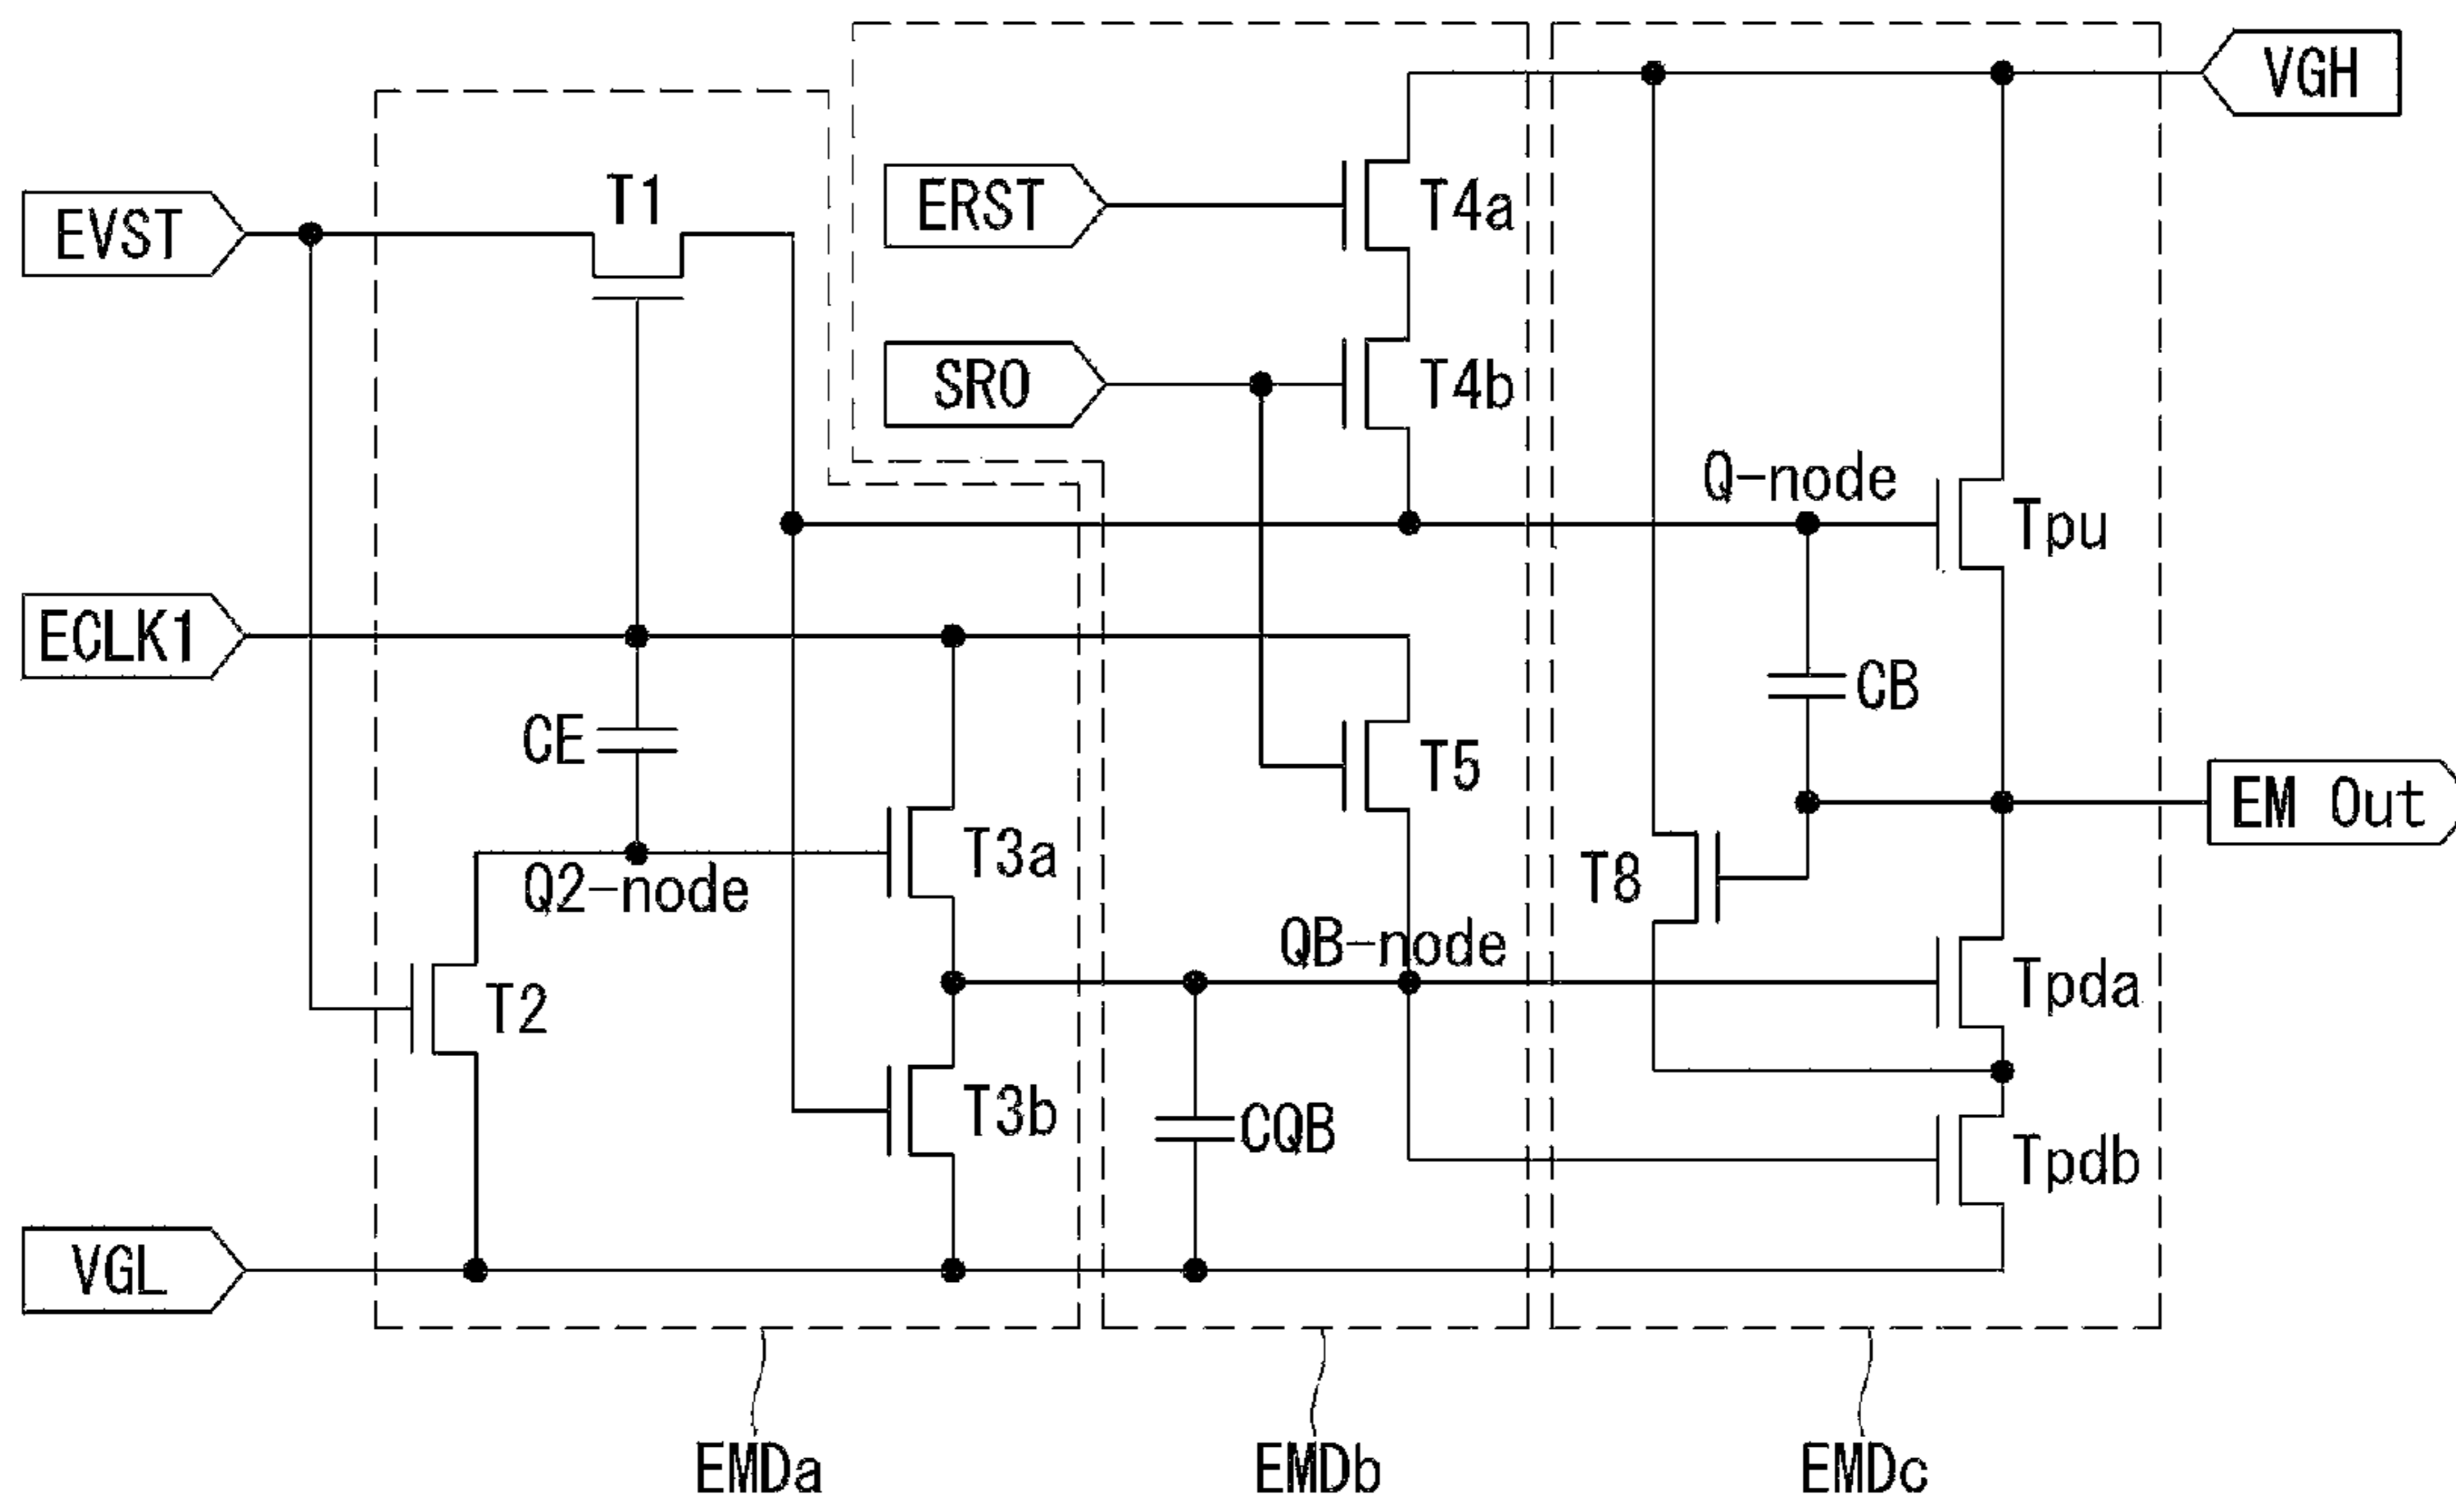 VGH
T1
ERST
T4a
EVST
SRO
T4b
Q-node
Tpu
ECLK1
CE
CB
T5
EM Out
T3a
T8
Q2-node
QB-node
T2
Tpda
T3b
CQB
Tpdb
VGL
EMDa
EMDb
EMDc